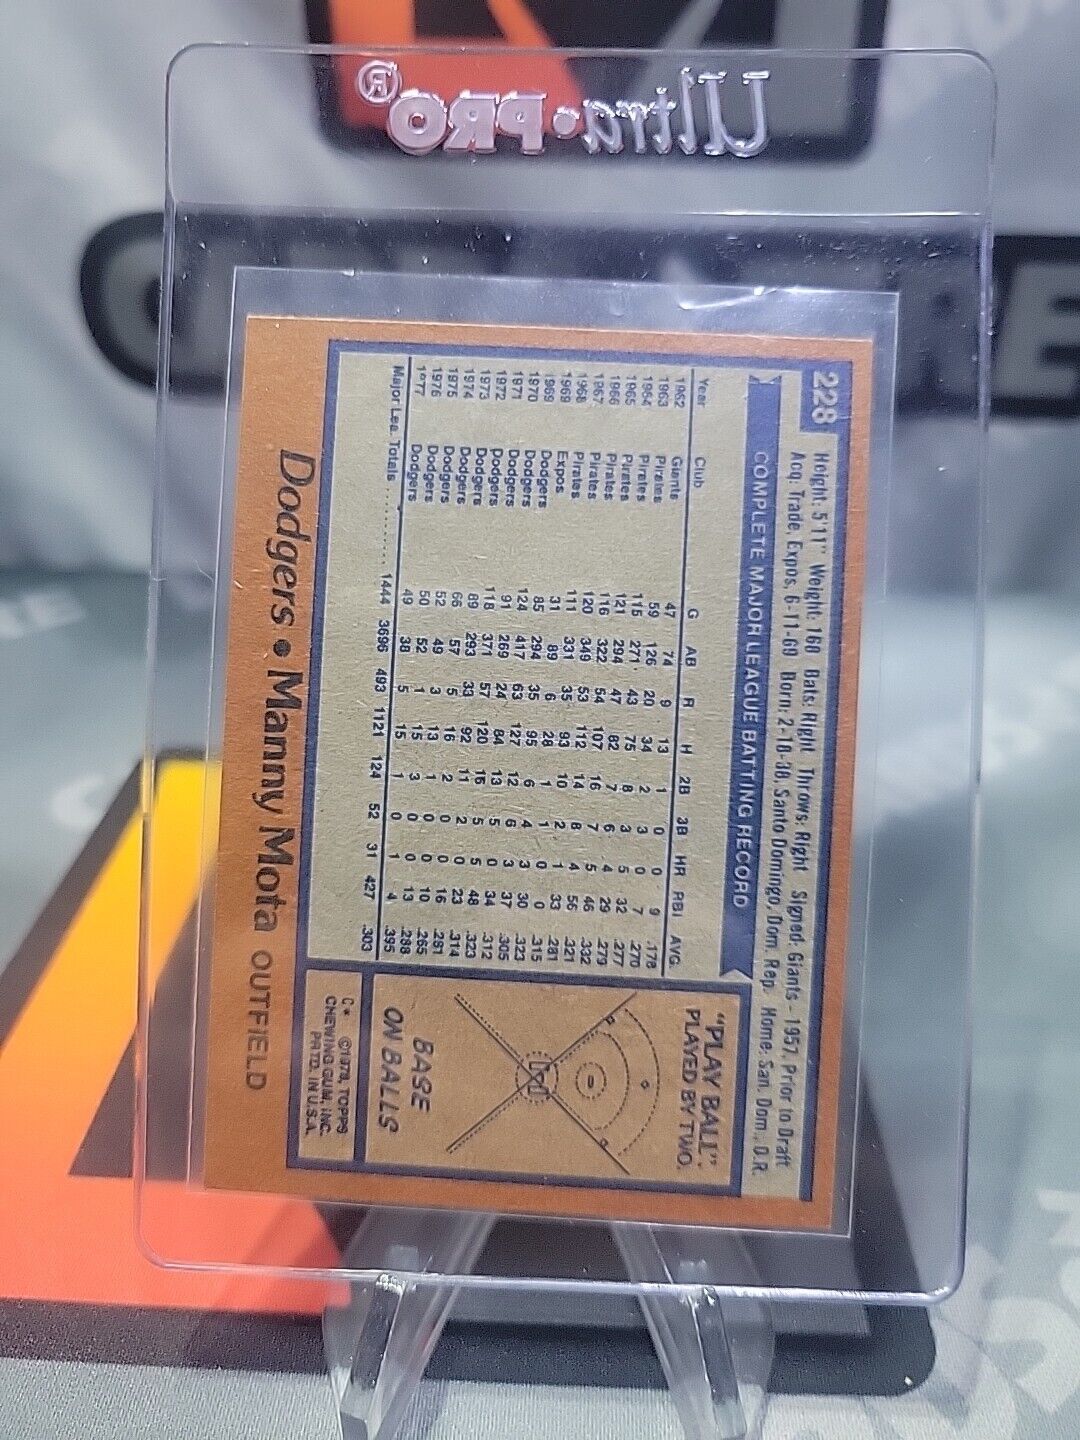 Ultra•PRO®
228
Height: 5'11" Weight: 160 Bats: Right Throws: Right Signed: Giants - 1957, Prior to Draft
Acq: Trade, Expos, 6-11-69 Born: 2-18-38, Santo Domingo, Dom. Rep. Home: San. Dom., D.R.
COMPLETE MAJOR LEAGUE BATTING RECORD
Year Club G AB R H 2B 3B HR RBI AVG.
1962 Giants 47 74 9 13 1 0 0 9 .176
1963 Pirates 59 126 20 34 2 3 0 7 .270
1964 Pirates 115 271 43 75 8 3 5 32 .277
1965 Pirates 121 294 47 82 7 6 4 29 .279
1966 Pirates 116 322 54 107 16 7 5 46 .332
1967 Pirates 120 349 53 112 14 8 4 56 .321
1968 Pirates 111 331 35 93 10 2 1 33 .281
1969 Expos 31 89 6 28 1 1 0 0 .315
1969 Dodgers 85 294 35 95 6 4 3 30 .323
1970 Dodgers 124 417 63 127 12 6 3 37 .305
1971 Dodgers 91 269 24 84 13 5 0 34 .312
1972 Dodgers 118 371 57 120 16 5 5 48 .323
1973 Dodgers 89 293 33 92 11 2 0 23 .314
1974 Dodgers 66 57 5 16 2 0 0 16 .281
1975 Dodgers 52 49 3 13 1 0 0 10 .265
1976 Dodgers 50 52 1 15 3 0 0 13 .288
1977 Dodgers 49 38 5 15 1 0 1 4 .395
Major Lea. Totals .......... 1444 3696 493 1121 124 52 31 427 .303
"PLAY BALL"
PLAYED BY TWO.
BASE
ON BALLS
C* ©1978, TOPPS
CHEWING GUM, INC.
PRTD. IN U.S.A.
Dodgers • Manny Mota OUTFIELD